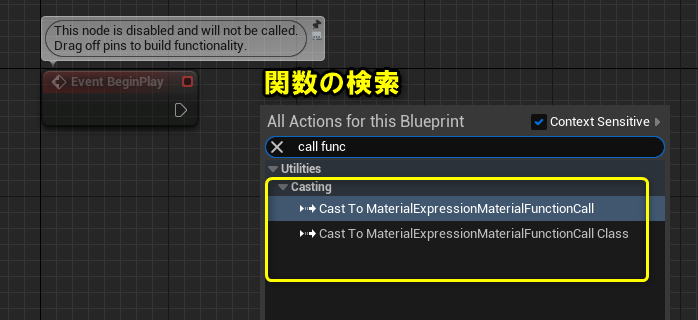 This node is disabled and will not be called.
Drag off pins to build functionality.
Event BeginPlay
関数の検索
All Actions for this Blueprint
Context Sensitive
call func
Utilities
Casting
Cast To MaterialExpressionMaterialFunctionCall
Cast To MaterialExpressionMaterialFunctionCall Class